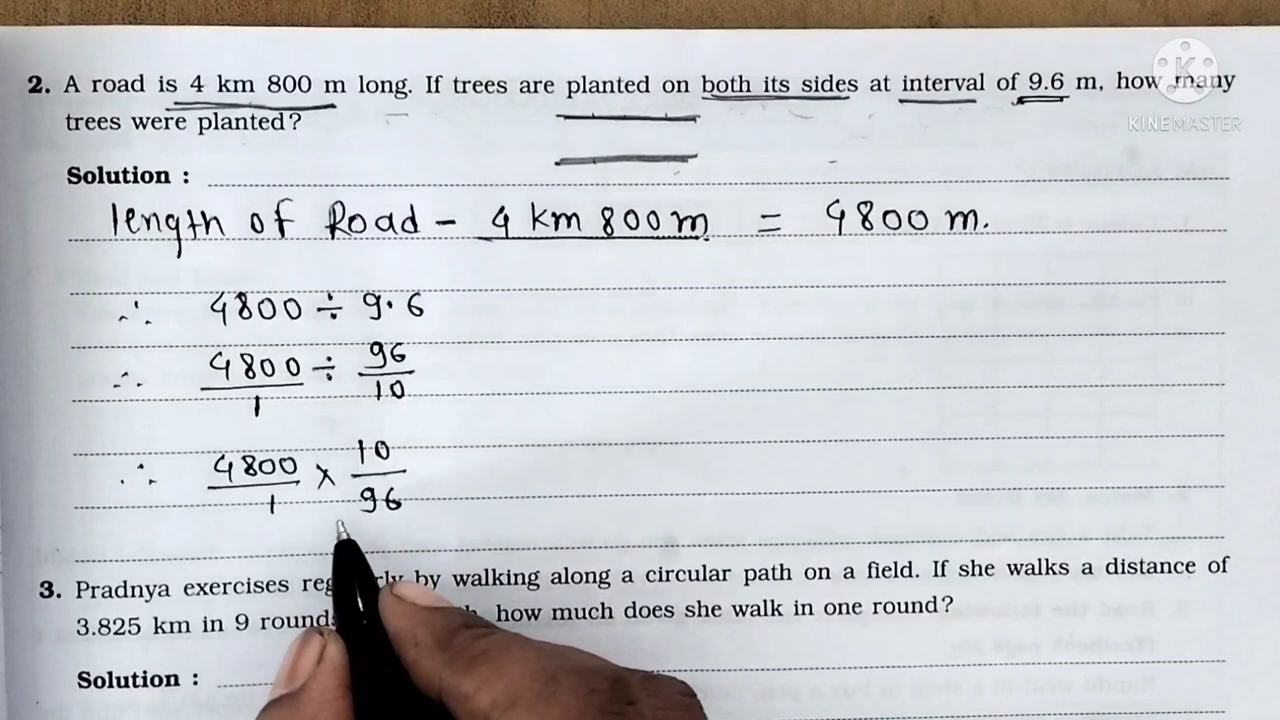 2. A road is 4 km 800 m long. If trees are planted on both its sides at interval of 9.6 m, how many
trees were planted?
KINEMASTER
Solution :
length of Road - 4 km 800 m = 4800 m.
∴ 4800 ÷ 9.6
∴ 4800/1 ÷ 96/10
∴ 4800/1 × 10/96
3. Pradnya exercises by walking along a circular path on a field. If she walks a distance of
3.825 km in 9 how much does she walk in one round?
Solution :